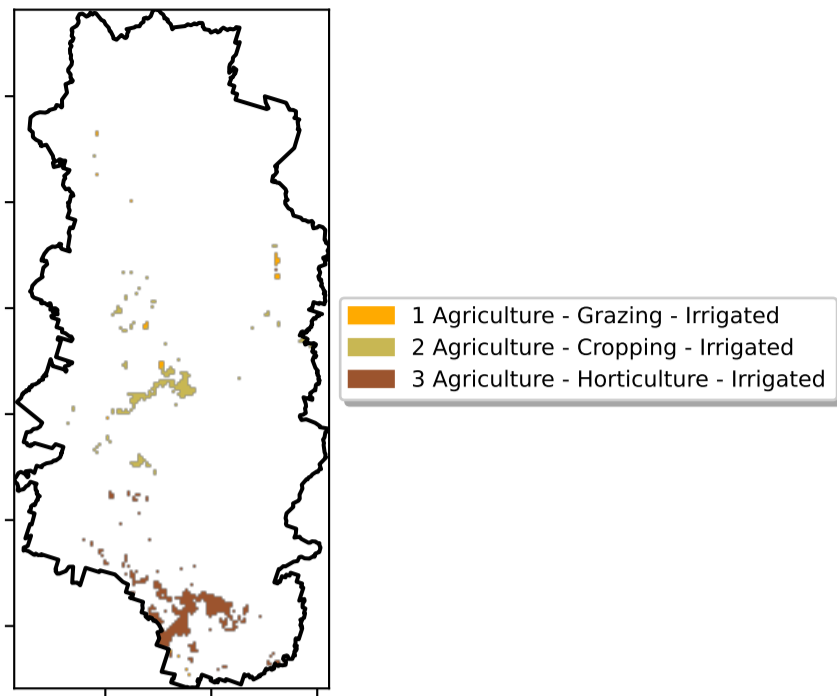 1 Agriculture - Grazing - Irrigated
2 Agriculture - Cropping - Irrigated
3 Agriculture - Horticulture - Irrigated